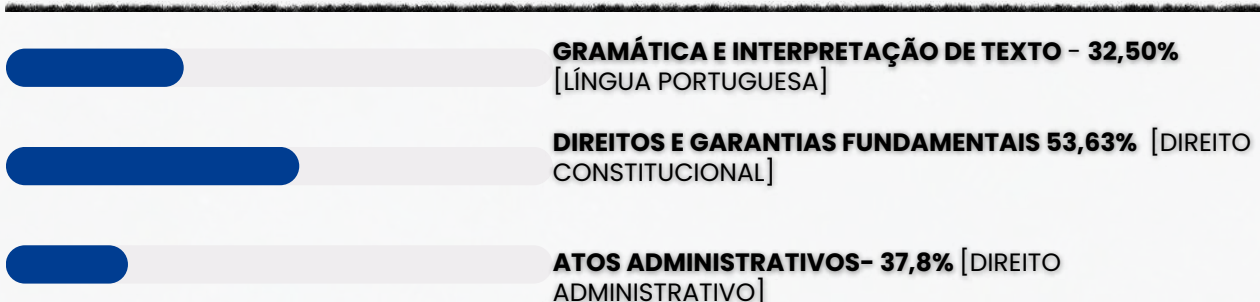 GRAMÁTICA E INTERPRETAÇÃO DE TEXTO - 32,50%
[LÍNGUA PORTUGUESA]
DIREITOS E GARANTIAS FUNDAMENTAIS 53,63% [DIREITO
CONSTITUCIONAL]
ATOS ADMINISTRATIVOS- 37,8% [DIREITO
ADMINISTRATIVO]